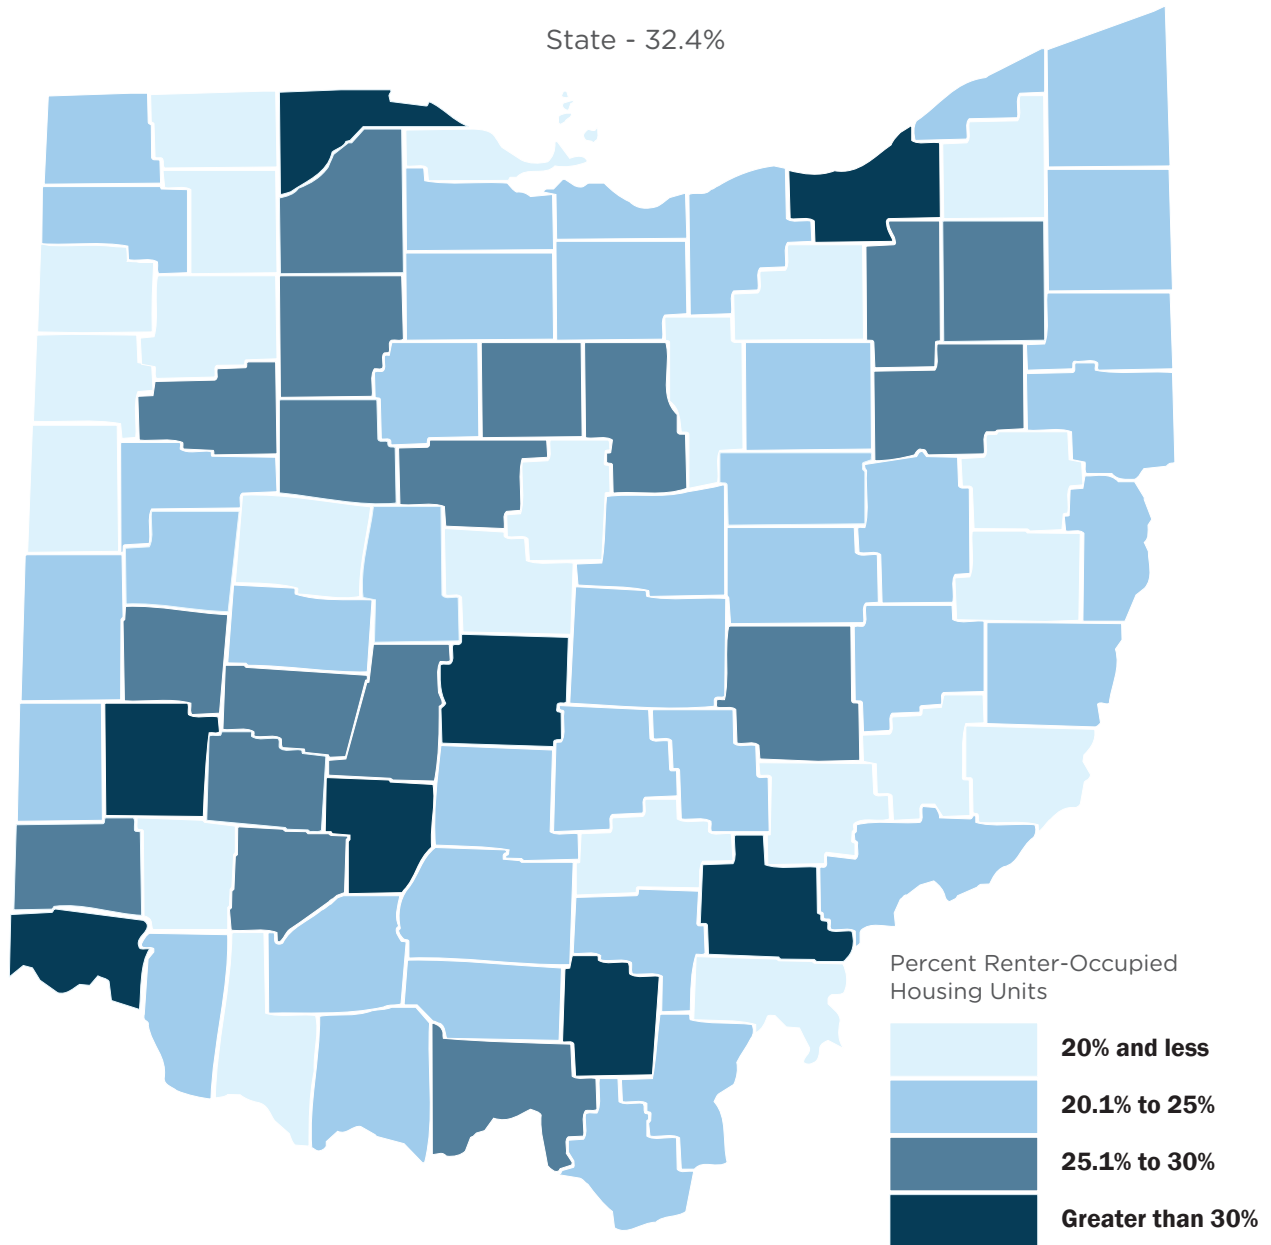 State - 32.4%
Percent Renter-Occupied
Housing Units
20% and less
20.1% to 25%
25.1% to 30%
Greater than 30%